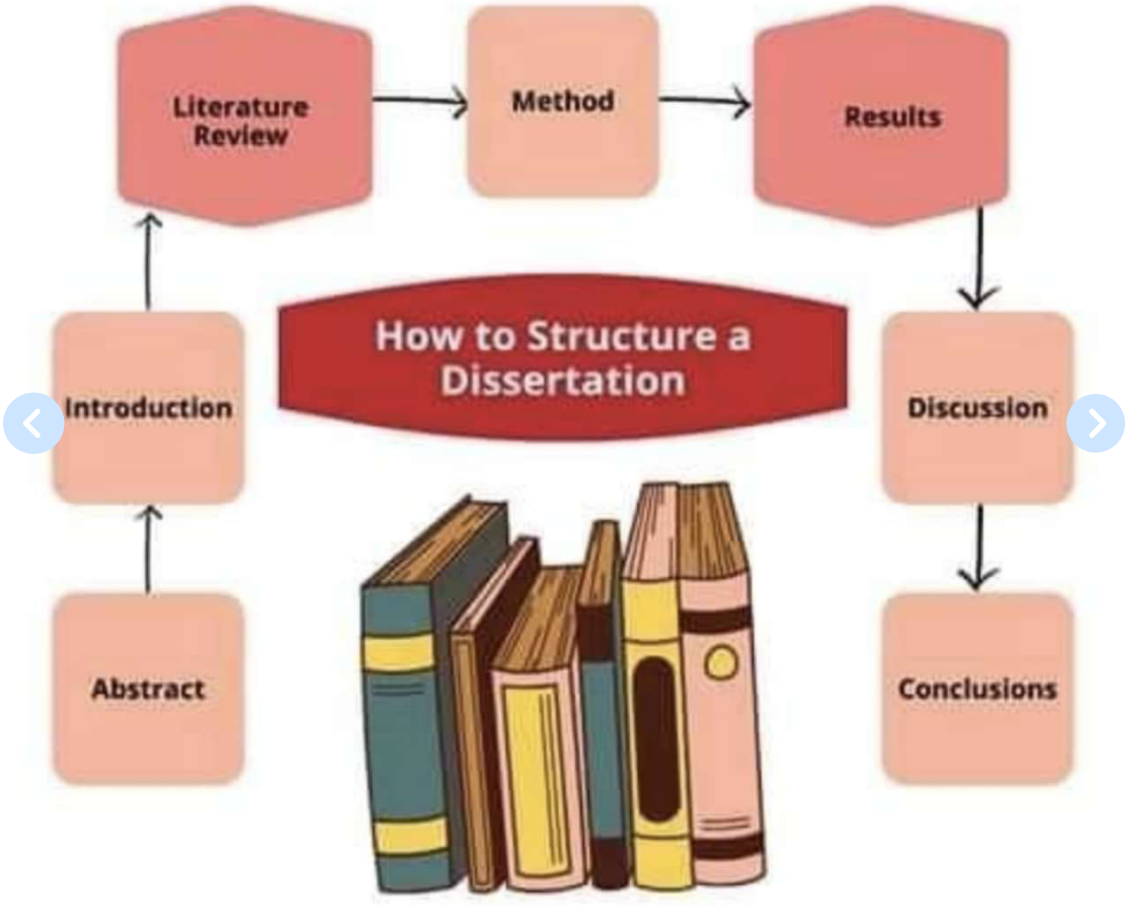 Literature
Review
Method
Results
How to Structure a
Dissertation
Introduction
Discussion
Abstract
Conclusions